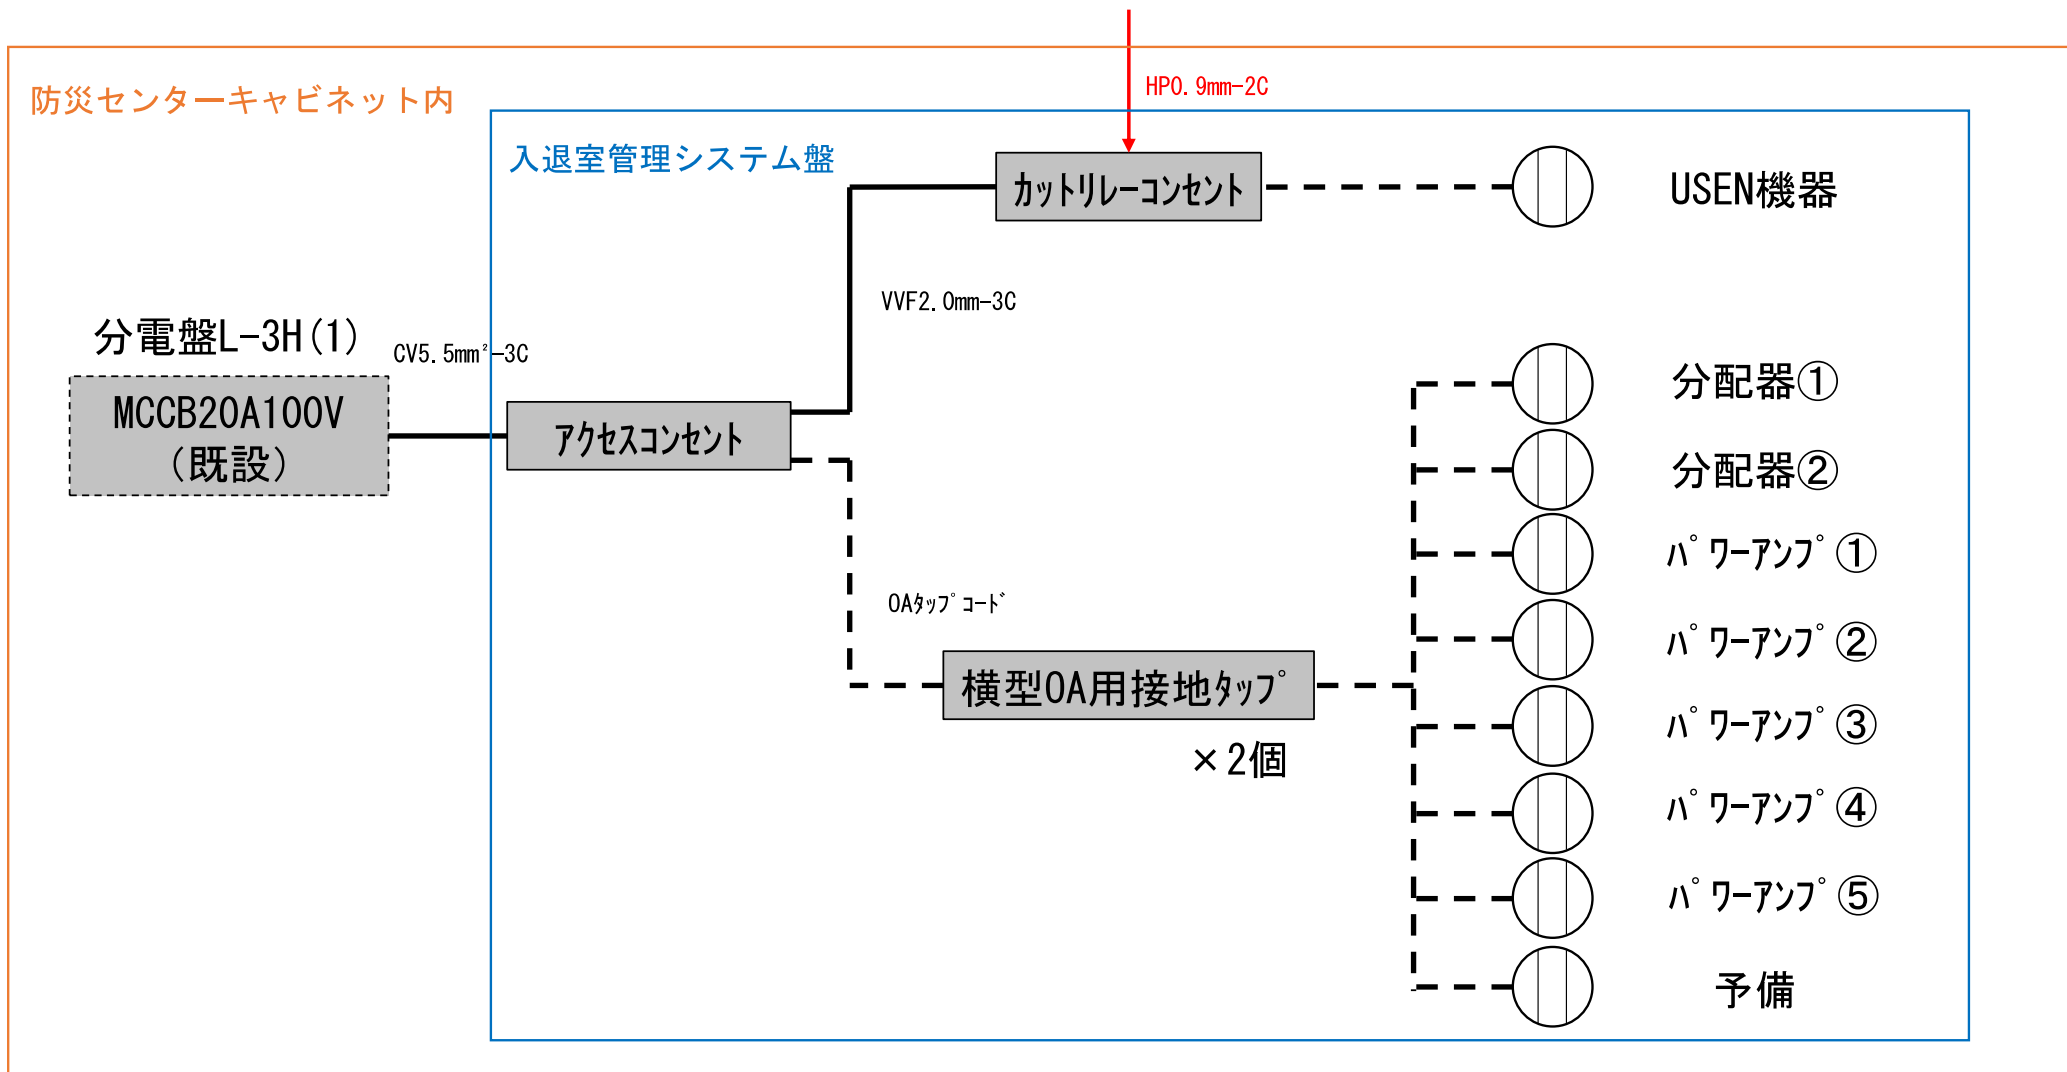 HP0.9mm-2C
防災センターキャビネット内
入退室管理システム盤
カットリレーコンセント
USEN機器
VVF2.0mm-3C
分電盤L-3H(1)
CV5.5mm²-3C
MCCB20A100V
（既設）
アクセスコンセント
分配器①
分配器②
ﾊﾟﾜｰｱﾝﾌﾟ①
OAﾀｯﾌﾟｺｰﾄﾞ
ﾊﾟﾜｰｱﾝﾌﾟ②
横型OA用接地ﾀｯﾌﾟ
×2個
ﾊﾟﾜｰｱﾝﾌﾟ③
ﾊﾟﾜｰｱﾝﾌﾟ④
ﾊﾟﾜｰｱﾝﾌﾟ⑤
予備